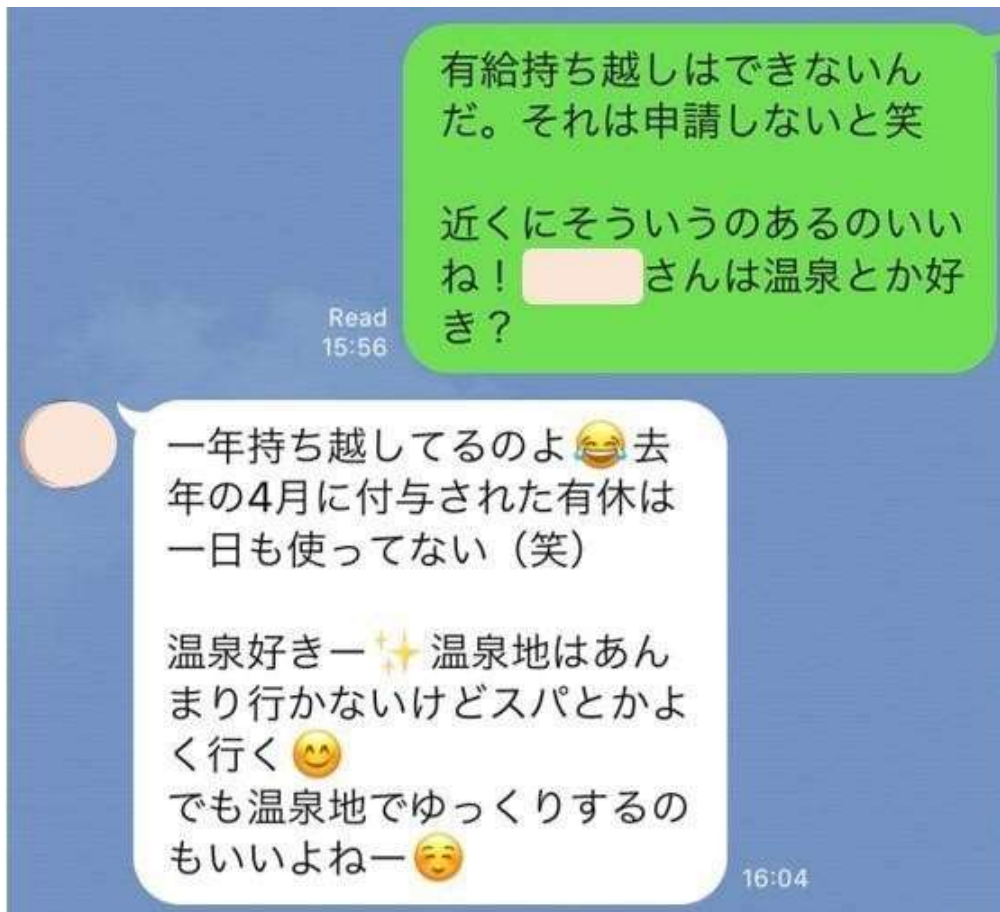 有給持ち越しはできないん
だ。それは申請しないと笑
近くにそういうのあるのいい
ね！さんは温泉とか好
き？
Read
15:56
一年持ち越してるのよ😂去
年の4月に付与された有休は
一日も使ってない（笑）
温泉好きー✨温泉地はあん
まり行かないけどスパとかよ
く行く😊
でも温泉地でゆっくりするの
もいいよねー☺️
16:04